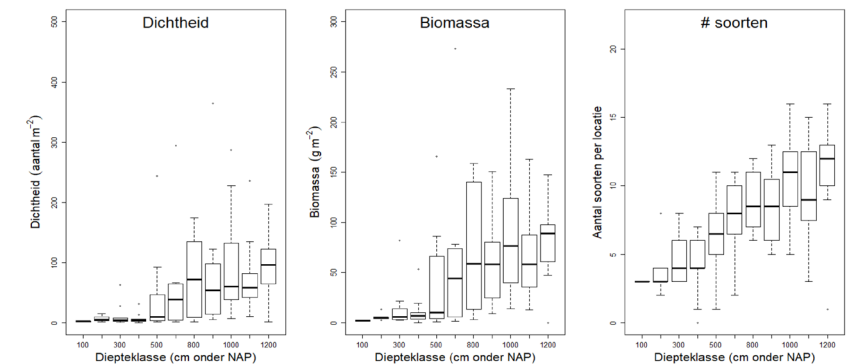 Dichtheid
Dichtheid (aantal m⁻²)
500
400
300
200
100
0
100 300 500 800 1000 1200
Diepteklasse (cm onder NAP)
Biomassa
Biomassa (g m⁻²)
300
250
200
150
100
50
0
100 300 500 800 1000 1200
Diepteklasse (cm onder NAP)
# soorten
Aantal soorten per locatie
20
15
10
5
0
100 300 500 800 1000 1200
Diepteklasse (cm onder NAP)